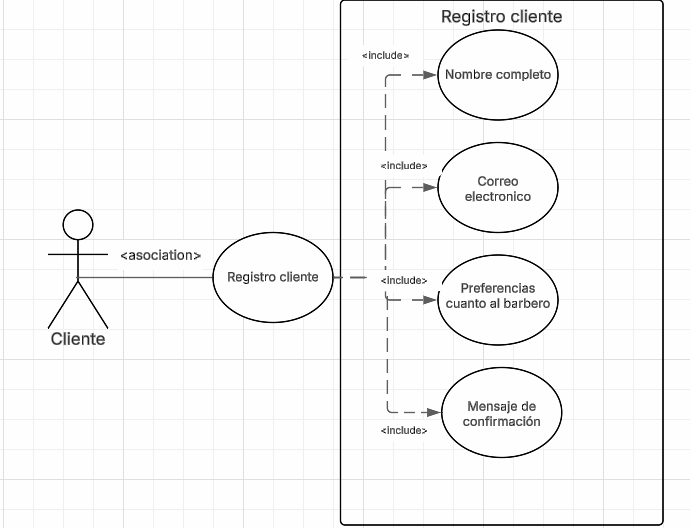 Registro cliente
<include>
Nombre completo
<include>
Correo
electronico
<asociation>
Registro cliente
<include>
Preferencias
cuanto al barbero
Cliente
Mensaje de
confirmación
<include>